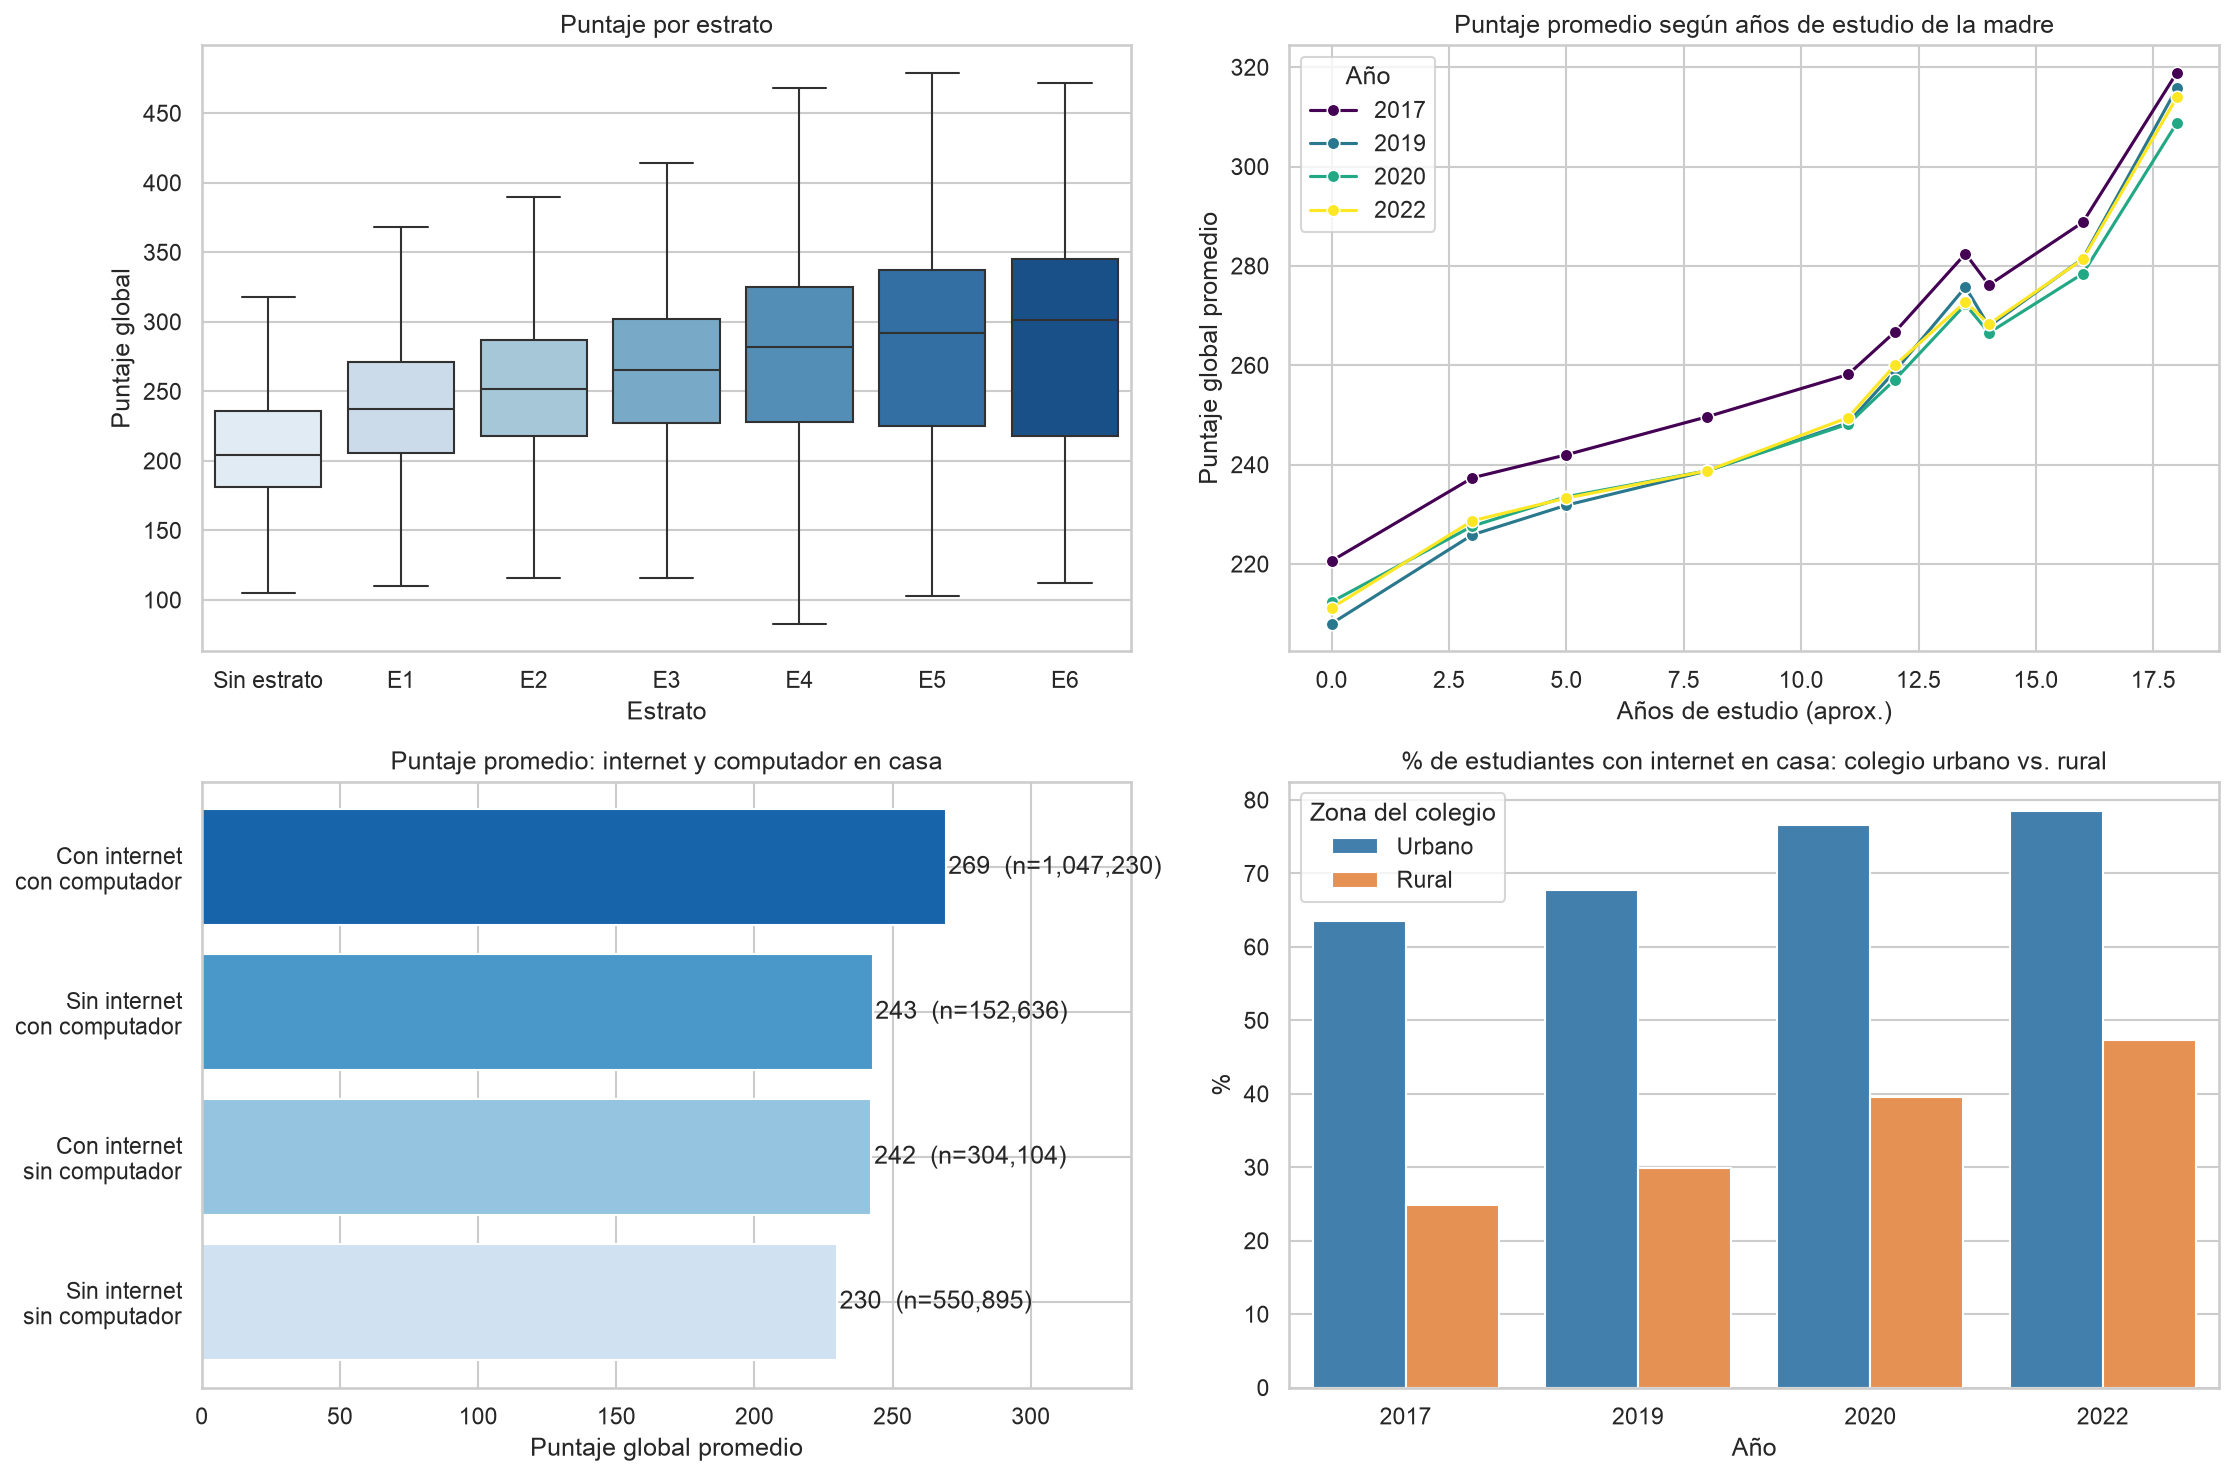 Puntaje por estrato
Puntaje global
450
400
350
300
250
200
150
100
Sin estrato
E1
E2
E3
E4
E5
E6
Estrato
Puntaje promedio según años de estudio de la madre
Puntaje global promedio
320
300
280
260
240
220
Año
2017
2019
2020
2022
0.0
2.5
5.0
7.5
10.0
12.5
15.0
17.5
Años de estudio (aprox.)
Puntaje promedio: internet y computador en casa
Con internet
con computador
269 (n=1,047,230)
Sin internet
con computador
243 (n=152,636)
Con internet
sin computador
242 (n=304,104)
Sin internet
sin computador
230 (n=550,895)
0
50
100
150
200
250
300
Puntaje global promedio
% de estudiantes con internet en casa: colegio urbano vs. rural
%
80
70
60
50
40
30
20
10
0
Zona del colegio
Urbano
Rural
2017
2019
2020
2022
Año